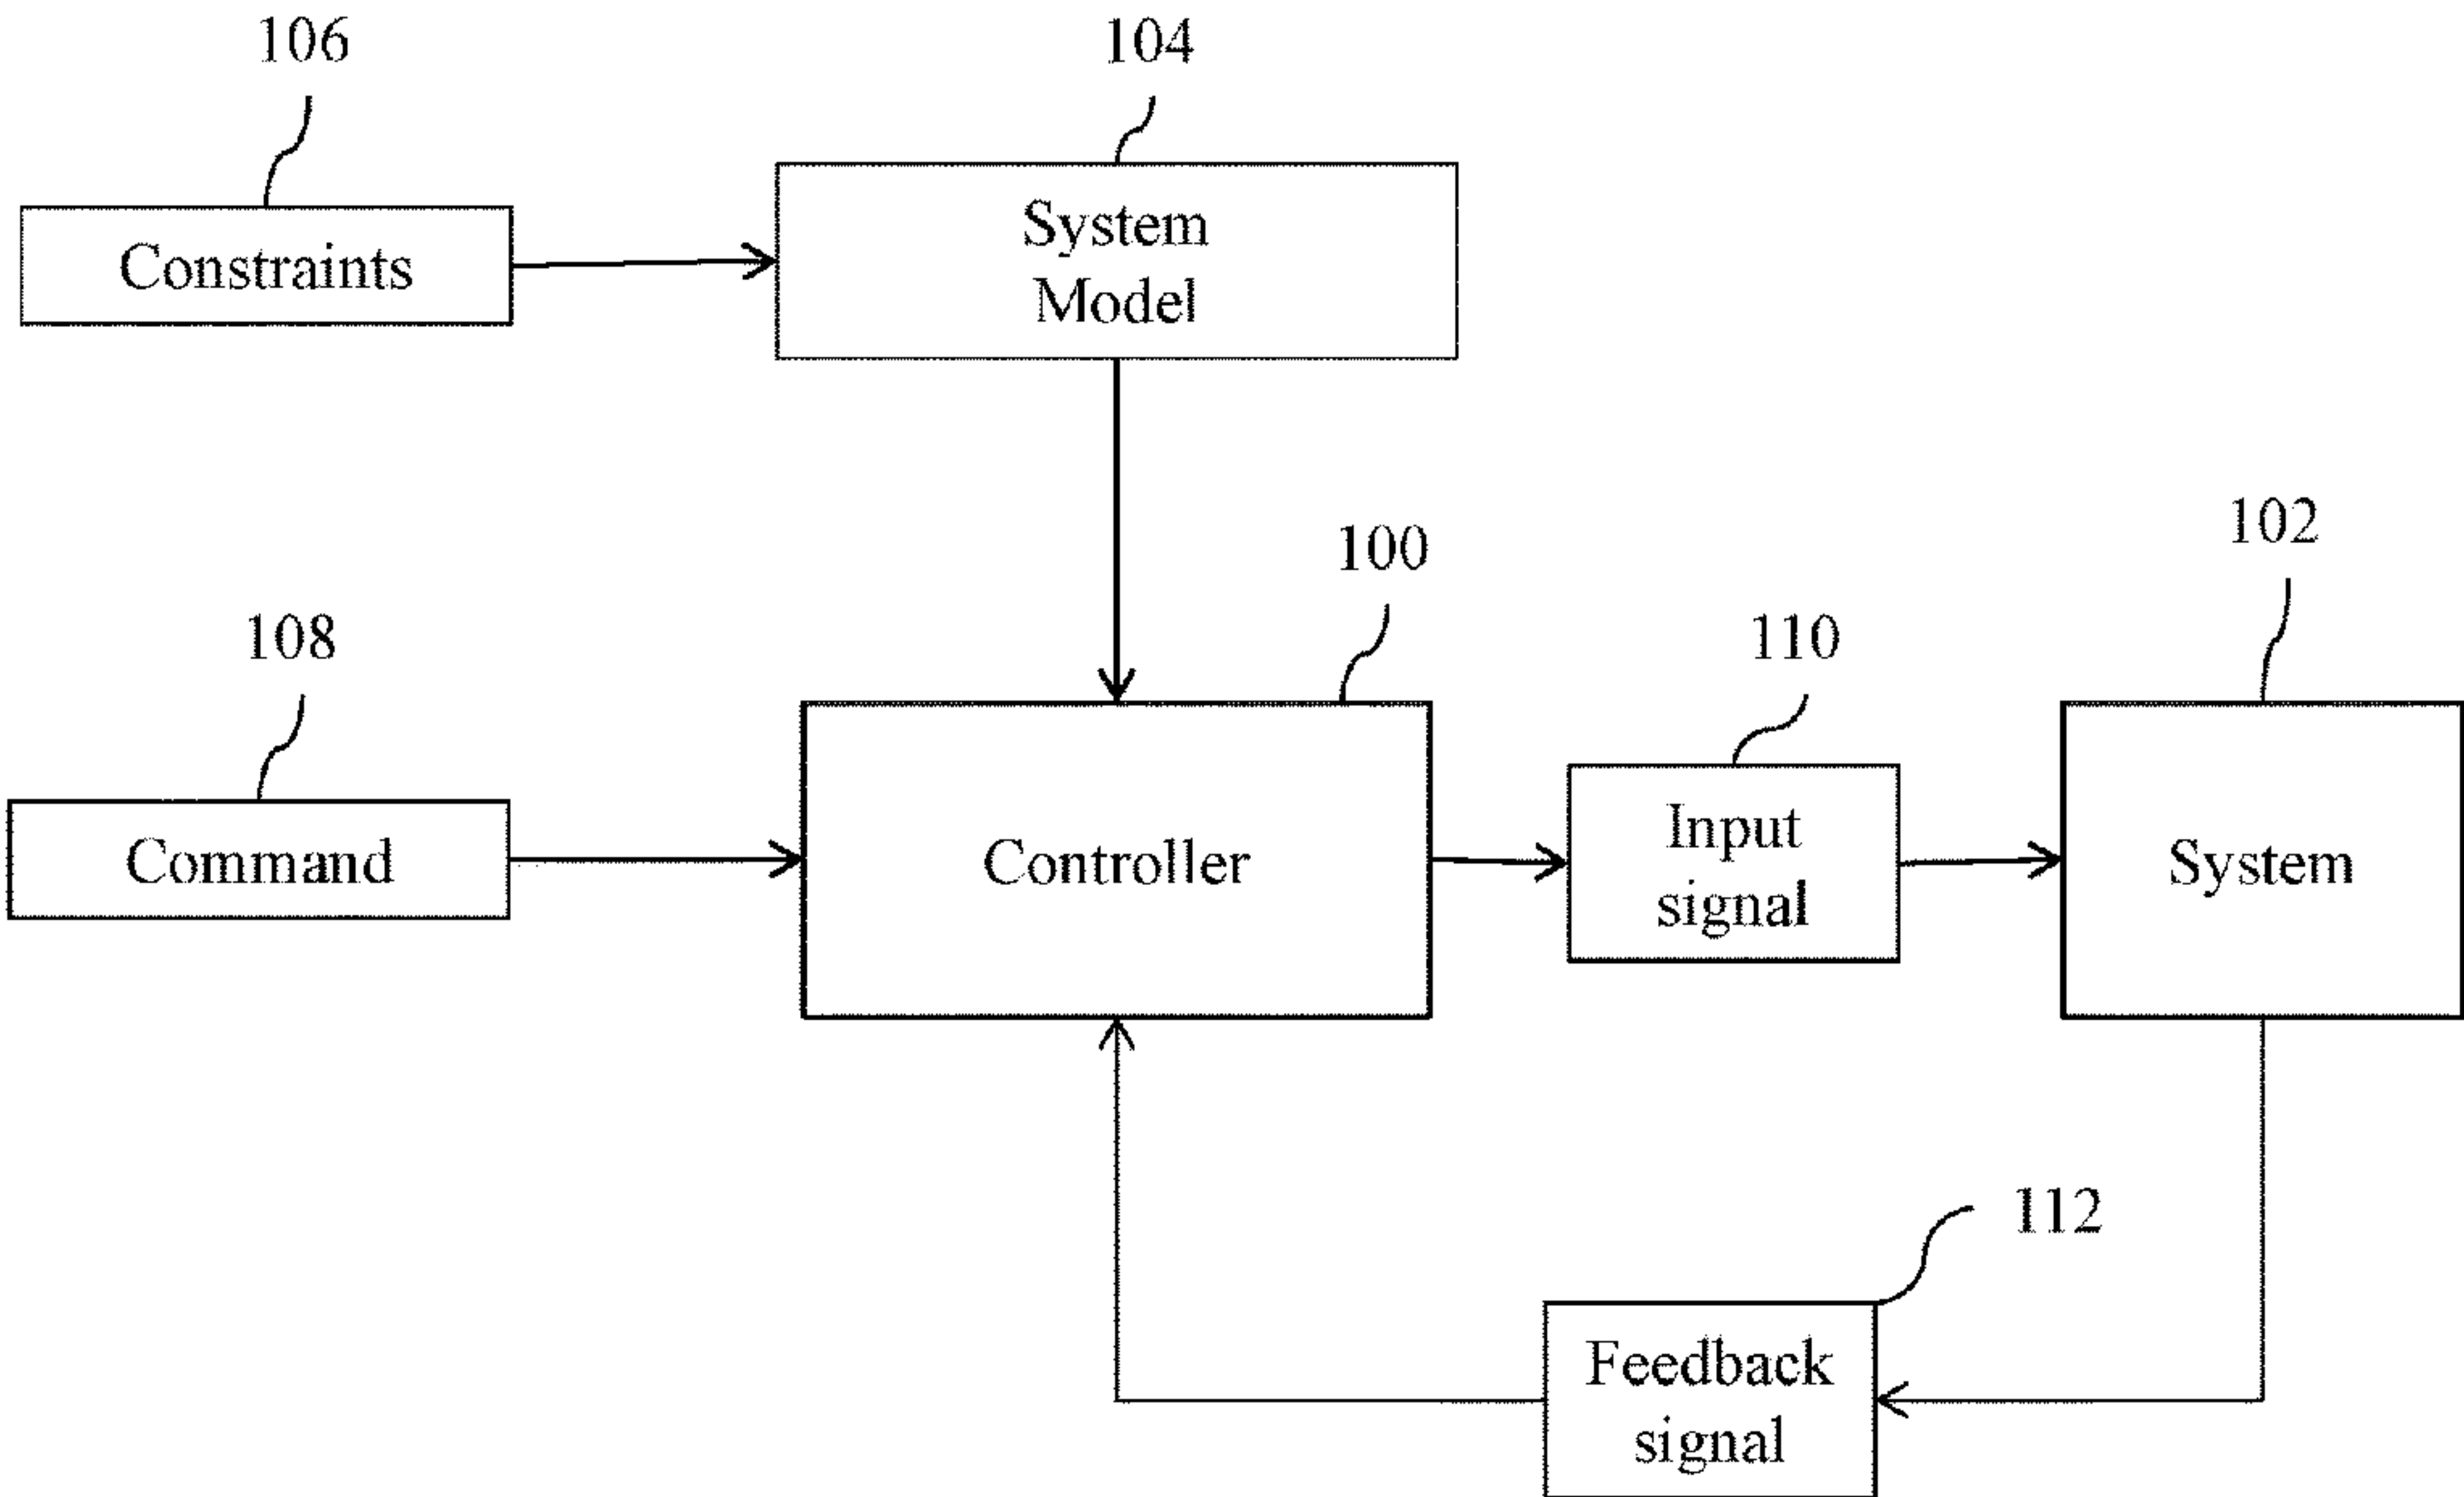 106
104
Constraints
System
Model
100
102
108
110
Command
Controller
Input
signal
System
112
Feedback
signal